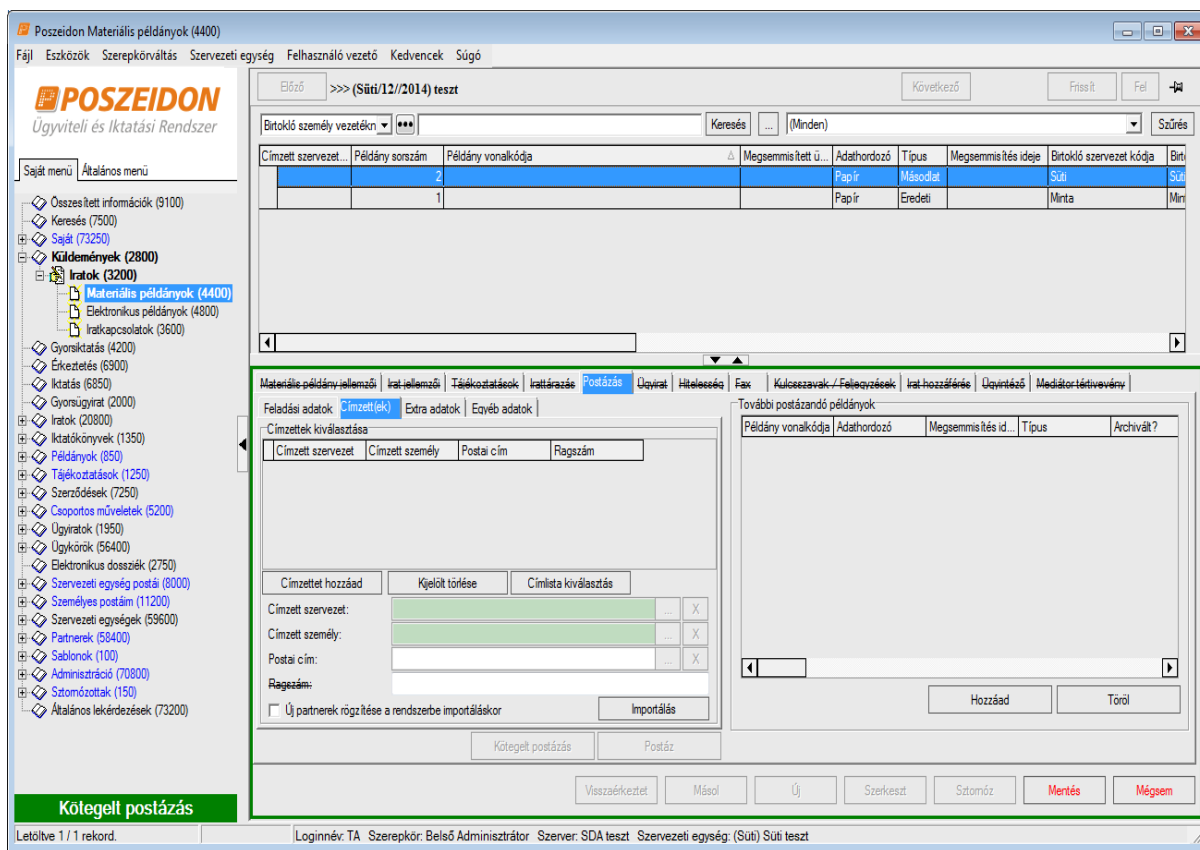 Poszeidon Materiális példányok (4400)
Fájl Eszközök Szerepkörváltás Szervezeti egység Felhasználó vezető Kedvencek Súgó
POSZEIDON
Ügyviteli és Iktatási Rendszer
Saját menü Általános menü
Összesített információk (9100)
Keresés (7500)
Saját (73250)
Küldemények (2800)
Iratok (3200)
Materiális példányok (4400)
Elektronikus példányok (4800)
Iratkapcsolatok (3600)
Gyorsiktatás (4200)
Érkeztetés (6900)
Iktatás (6850)
Gyorsügyirat (2000)
Iratok (20800)
Iktatókönyvek (1350)
Példányok (850)
Tájékoztatások (1250)
Szerződések (7250)
Csoportos műveletek (5200)
Ügyiratok (1950)
Ügykörök (56400)
Elektronikus dossziék (2750)
Szervezeti egység postái (8000)
Személyes postáim (11200)
Szervezeti egységek (59600)
Partnerek (58400)
Sablonok (100)
Adminisztráció (70800)
Sztornózottak (150)
Általános lekérdezések (73200)
Kötegelt postázás
Előző >>> (Süti/12//2014) teszt Következő Frissít Fel
Birtokló személy vezetékn ••• Keresés ... (Minden) Szűrés
Címzett szervezet... Példány sorszám Példány vonalkódja Megsemmisített ü... Adathordozó Típus Megsemmisítés ideje Birtokló szervezet kódja Birt
2 Papír Másodlat Süti Süti
1 Papír Eredeti Minta Min
Materiális példány jellemzői Irat jellemzői Tájékoztatások Irattárazás Postázás Ügyirat Hitelesség Fax Kulcsszavak / Feljegyzések Irat hozzáférés Ügyintéző Mediátor tértivevény
Feladási adatok Címzett(ek) Extra adatok Egyéb adatok
Címzettek kiválasztása
Címzett szervezet Címzett személy Postai cím Ragszám
Címzettet hozzáad Kijelölt törlése Címlista kiválasztás
Címzett szervezet: ... X
Címzett személy: ... X
Postai cím: ... X
Ragszám:
Új partnerek rögzítése a rendszerbe importáláskor Importálás
További postázandó példányok
Példány vonalkódja Adathordozó Megsemmisítés id... Típus Archivált?
Hozzáad Töröl
Kötegelt postázás Postáz
Visszaérkeztet Másol Új Szerkeszt Sztornóz Mentés Mégsem
Letöltve 1 / 1 rekord. Loginnév: TA Szerepkör: Belső Adminisztrátor Szerver: SDA teszt Szervezeti egység: (Süti) Süti teszt